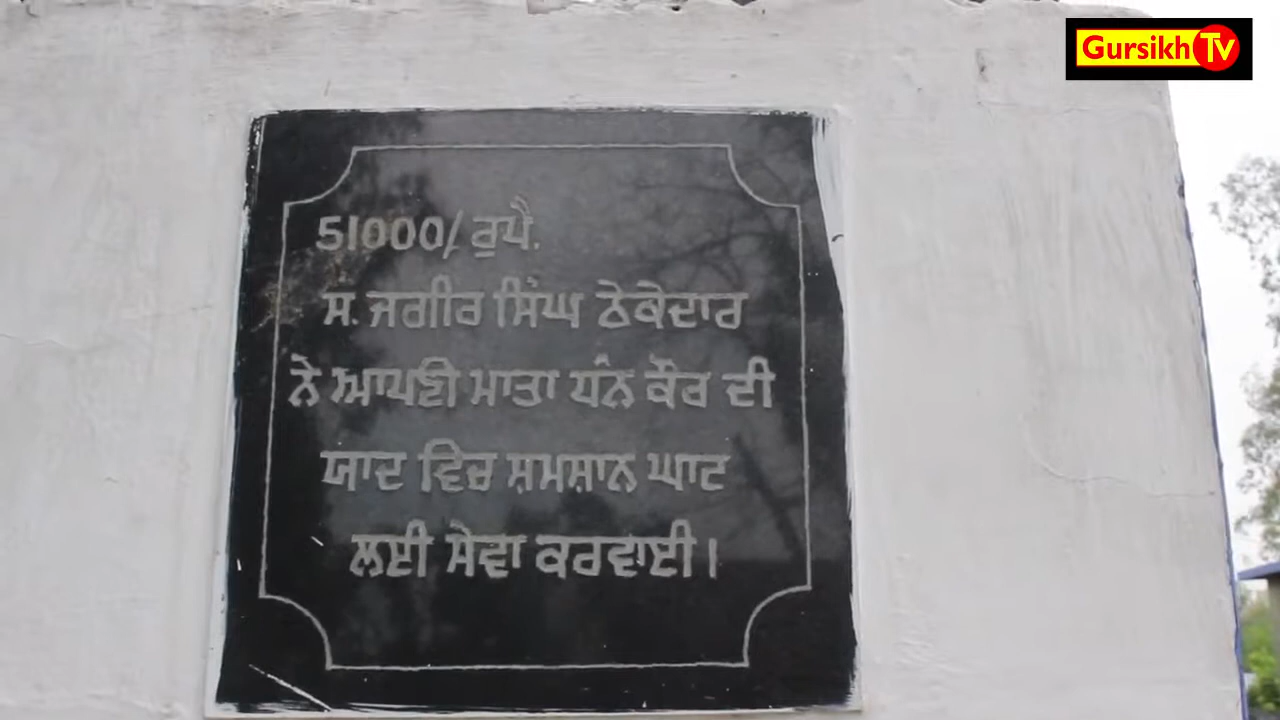 Gursikh Tv
51000/ ਰੁਪੈ.
ਸ. ਜਗੀਰ ਸਿੰਘ ਠੇਕੇਦਾਰ
ਨੇ ਆਪਣੀ ਮਾਤਾ ਧੰਨ ਕੌਰ ਦੀ
ਯਾਦ ਵਿਚ ਸ਼ਮਸ਼ਾਨ ਘਾਟ
ਲਈ ਸੇਵਾ ਕਰਵਾਈ।